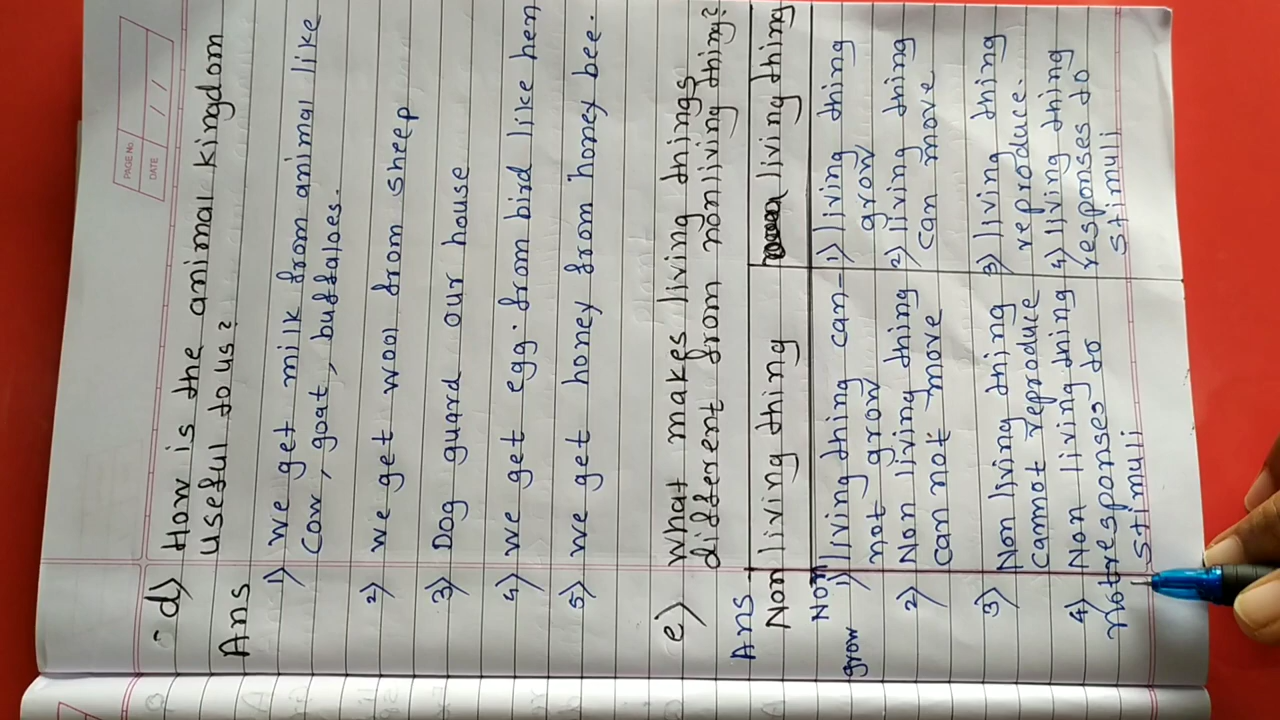 PAGE No
DATE / /
d) How is the animal kingdom
useful to us?
Ans
1) we get milk from animal like
Cow, goat, buffaloes.
2) we get wool from sheep
3) Dog guard our house
4) we get egg. from bird like hen
5) we get honey from honey bee.
e) what makes living things
different from nonliving thing?
Ans
Non living thing
living thing
Non
1) living thing can-
not grow
grow
2) Non living thing
can not move
3) Non living thing
cannot reproduce
4) Non living thing
not responses to
stimuli
1) living thing
grow
2) living thing
can move
3) living thing
reproduce.
4) living thing
responses to
stimuli